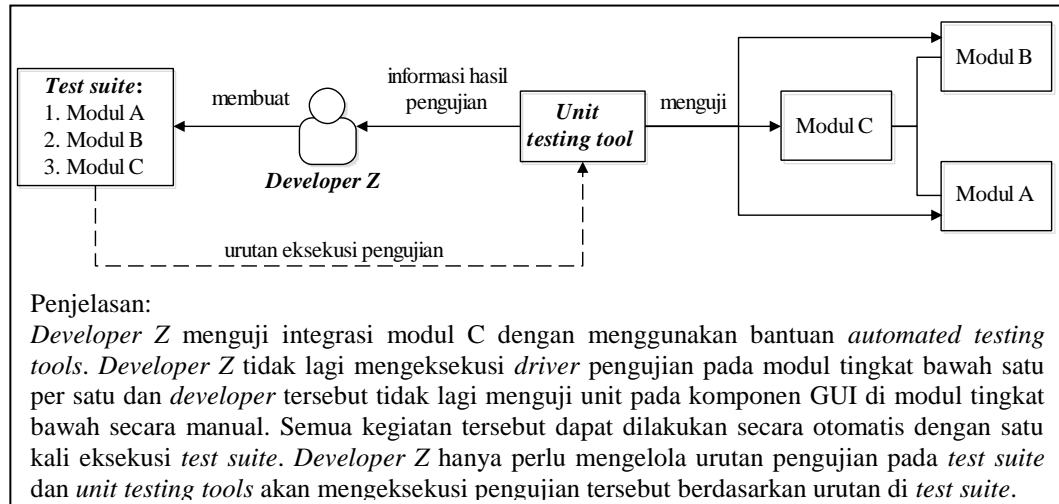 Test suite:
1. Modul A
2. Modul B
3. Modul C
membuat
Developer Z
informasi hasil
pengujian
Unit
testing tool
menguji
Modul C
Modul B
Modul A
urutan eksekusi pengujian
Penjelasan:
Developer Z menguji integrasi modul C dengan menggunakan bantuan automated testing
tools. Developer Z tidak lagi mengeksekusi driver pengujian pada modul tingkat bawah satu
per satu dan developer tersebut tidak lagi menguji unit pada komponen GUI di modul tingkat
bawah secara manual. Semua kegiatan tersebut dapat dilakukan secara otomatis dengan satu
kali eksekusi test suite. Developer Z hanya perlu mengelola urutan pengujian pada test suite
dan unit testing tools akan mengeksekusi pengujian tersebut berdasarkan urutan di test suite.